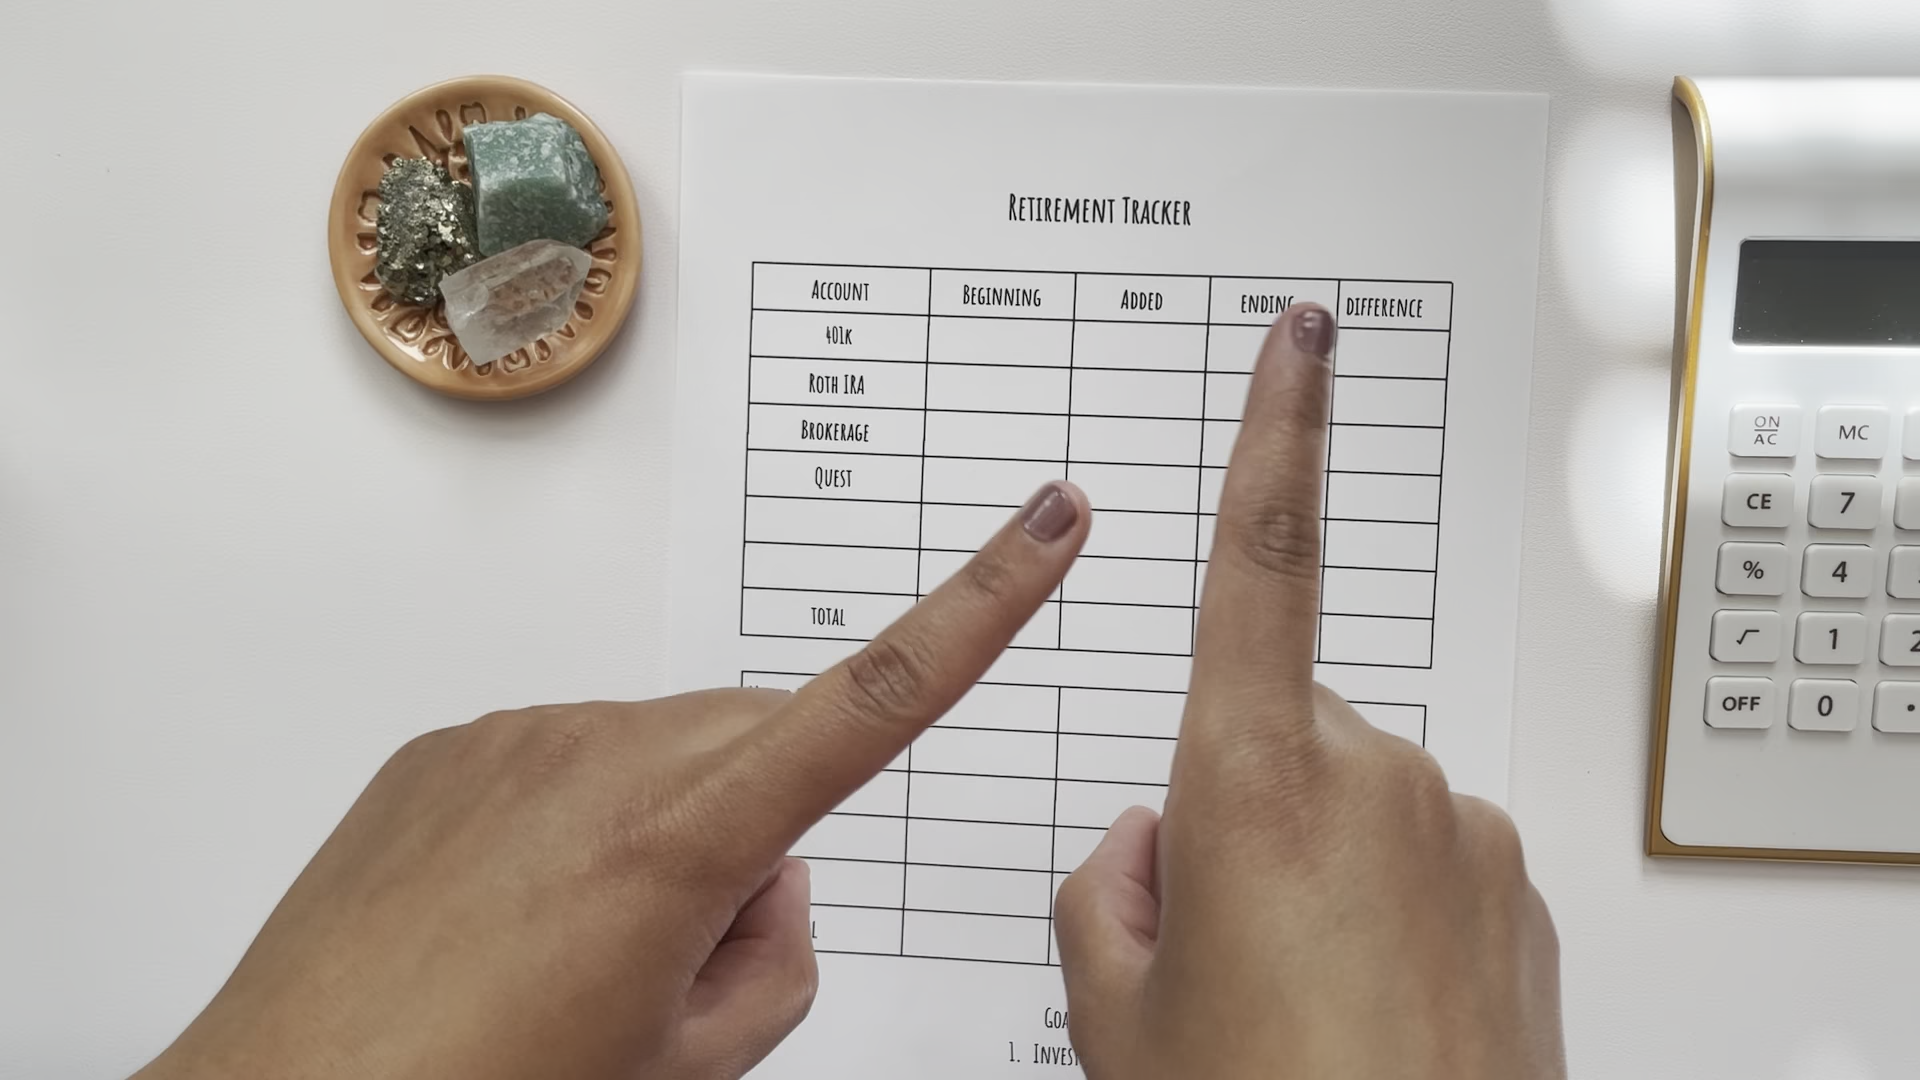 Retirement Tracker
Account Beginning Added Ending Difference
401k
Roth IRA
Brokerage
Quest
Total
1.
ON
AC
MC
CE 7
% 4
√ 1 2
OFF 0 .